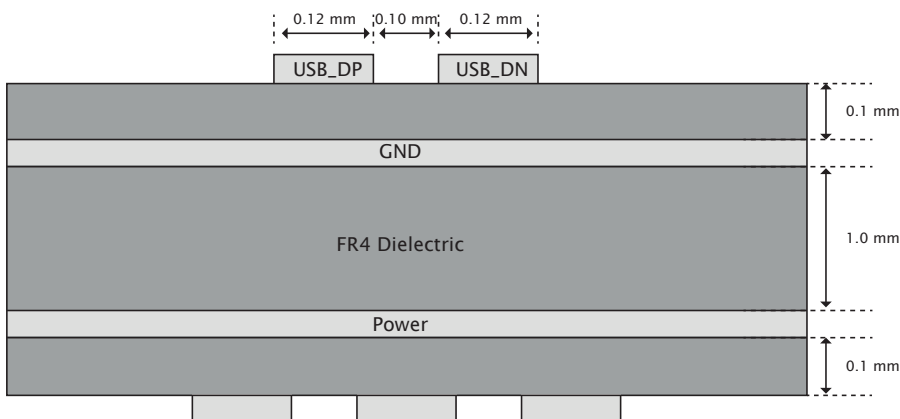 0.12 mm 0.10 mm 0.12 mm
USB_DP USB_DN
0.1 mm
GND
FR4 Dielectric
1.0 mm
Power
0.1 mm